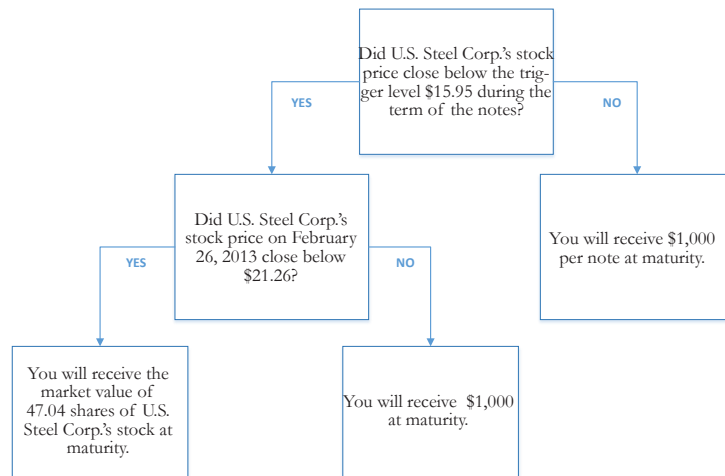 Did U.S. Steel Corp.'s stock
price close below the trig-
ger level $15.95 during the
term of the notes?
YES
NO
Did U.S. Steel Corp.'s
stock price on February
26, 2013 close below
$21.26?
You will receive $1,000
per note at maturity.
YES
NO
You will receive the
market value of
47.04 shares of U.S.
Steel Corp.'s stock at
maturity.
You will receive $1,000
at maturity.